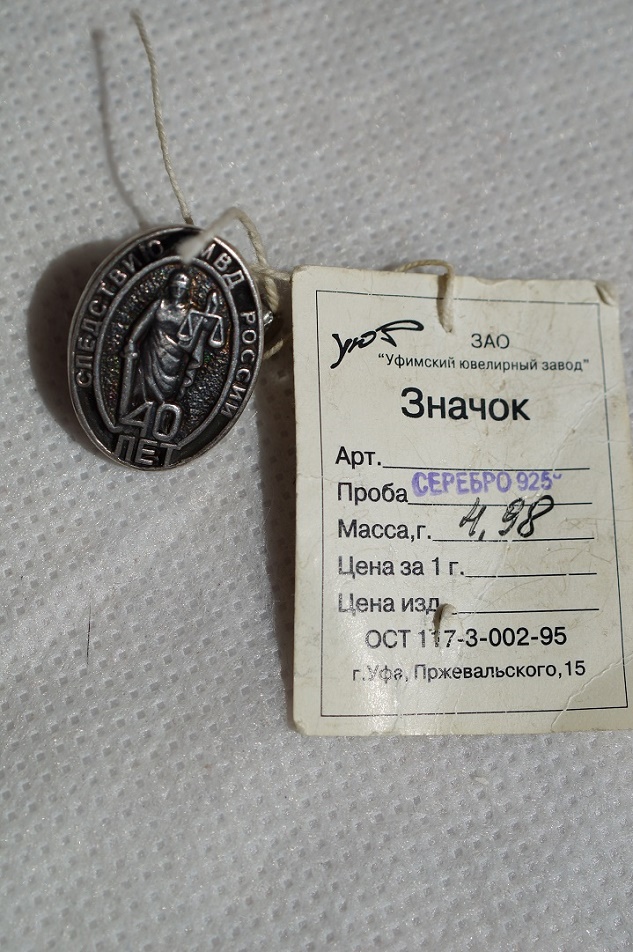 СЛЕДСТВИЮ МВД РОССИИ
40
ЛЕТ
ЗАО
"Уфимский ювелирный завод"
Значок
Арт.
Проба СЕРЕБРО 925°
Масса,г. 4,98
Цена за 1 г.
Цена изд.
ОСТ 117-3-002-95
г.Уфа, Пржевальского,15